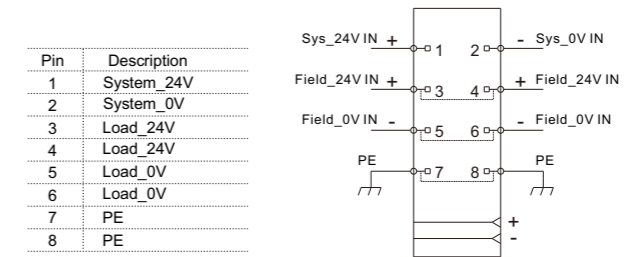 Pin Description
1 System_24V
2 System_0V
3 Load_24V
4 Load_24V
5 Load_0V
6 Load_0V
7 PE
8 PE
Sys_24V IN + 1 2 - Sys_0V IN
Field_24V IN + 3 4 + Field_24V IN
Field_0V IN - 5 6 - Field_0V IN
PE 7 8 PE
+
-